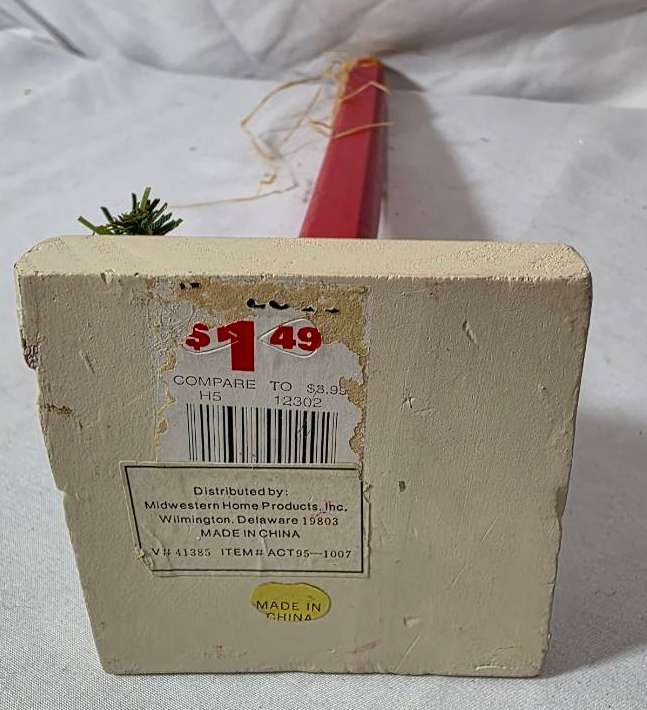 $1 49
COMPARE TO $8.95
H5 12302
Distributed by:
Midwestern Home Products, Inc.
Wilmington, Delaware 19803
MADE IN CHINA
V# 41385 ITEM# ACT95-1007
MADE IN
CHINA